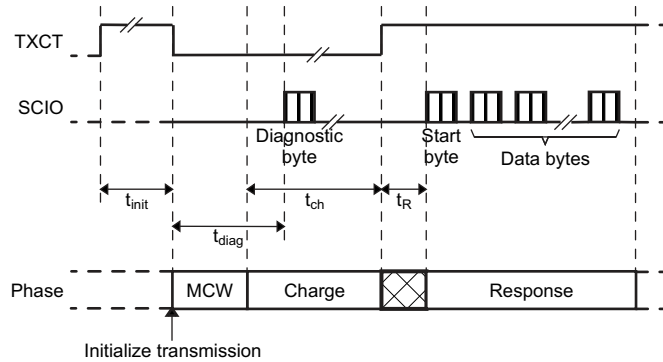 TXCT
SCIO
Diagnostic
byte
Start
byte
Data bytes
tinit
tch
tR
tdiag
Phase
MCW
Charge
Response
Initialize transmission